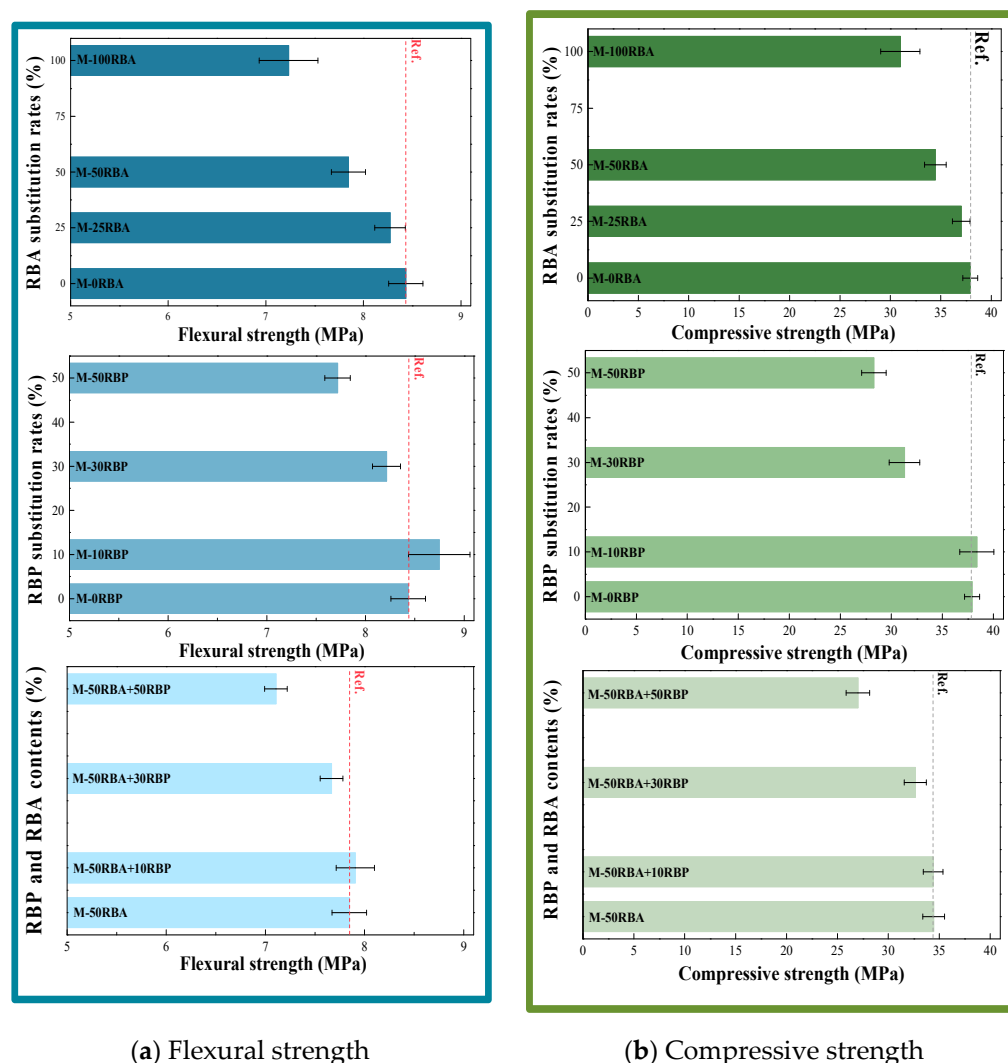 RBA substitution rates (%)
100
75
50
25
0
M-100RBA
M-50RBA
M-25RBA
M-0RBA
Ref.
5 6 7 8 9
Flexural strength (MPa)
RBA substitution rates (%)
100
75
50
25
0
M-100RBA
M-50RBA
M-25RBA
M-0RBA
Ref.
0 5 10 15 20 25 30 35 40
Compressive strength (MPa)
RBP substitution rates (%)
50
40
30
20
10
0
M-50RBP
M-30RBP
M-10RBP
M-0RBP
Ref.
5 6 7 8 9
Flexural strength (MPa)
RBP substitution rates (%)
50
40
30
20
10
0
M-50RBP
M-30RBP
M-10RBP
M-0RBP
Ref.
0 5 10 15 20 25 30 35 40
Compressive strength (MPa)
RBP and RBA contents (%)
M-50RBA+50RBP
M-50RBA+30RBP
M-50RBA+10RBP
M-50RBA
Ref.
5 6 7 8 9
Flexural strength (MPa)
RBP and RBA contents (%)
M-50RBA+50RBP
M-50RBA+30RBP
M-50RBA+10RBP
M-50RBA
Ref.
0 5 10 15 20 25 30 35 40
Compressive strength (MPa)
(a) Flexural strength
(b) Compressive strength